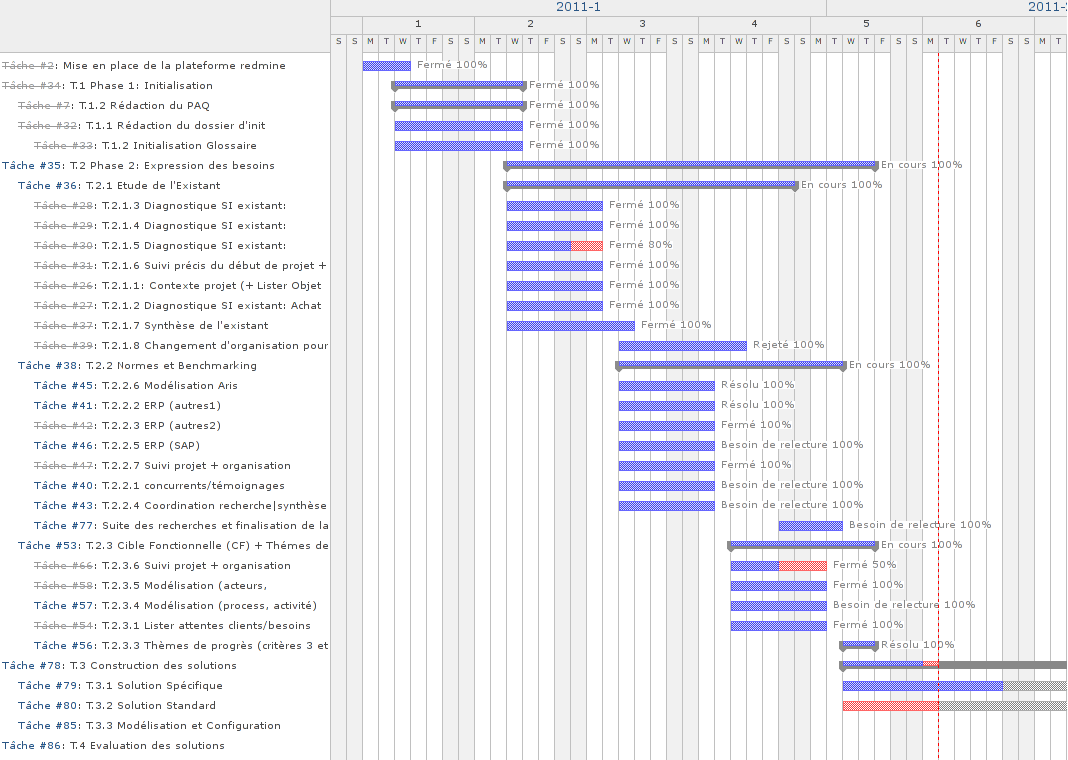 2011-1 2011-2
1 2 3 4 5 6
S S M T W T F S S M T W T F S S M T W T F S S M T W T F S S M T W T F S S M T W T F S S M T
Tâche #2: Mise en place de la plateforme redmine Fermé 100%
Tâche #34: T.1 Phase 1: Initialisation Fermé 100%
Tâche #7: T.1.2 Rédaction du PAQ Fermé 100%
Tâche #32: T.1.1 Rédaction du dossier d'init Fermé 100%
Tâche #33: T.1.2 Initialisation Glossaire Fermé 100%
Tâche #35: T.2 Phase 2: Expression des besoins En cours 100%
Tâche #36: T.2.1 Etude de l'Existant En cours 100%
Tâche #28: T.2.1.3 Diagnostique SI existant: Fermé 100%
Tâche #29: T.2.1.4 Diagnostique SI existant: Fermé 100%
Tâche #30: T.2.1.5 Diagnostique SI existant: Fermé 80%
Tâche #31: T.2.1.6 Suivi précis du début de projet + Fermé 100%
Tâche #26: T.2.1.1: Contexte projet (+ Lister Objet Fermé 100%
Tâche #27: T.2.1.2 Diagnostique SI existant: Achat Fermé 100%
Tâche #37: T.2.1.7 Synthèse de l'existant Fermé 100%
Tâche #39: T.2.1.8 Changement d'organisation pour Rejeté 100%
Tâche #38: T.2.2 Normes et Benchmarking En cours 100%
Tâche #45: T.2.2.6 Modélisation Aris Résolu 100%
Tâche #41: T.2.2.2 ERP (autres1) Résolu 100%
Tâche #42: T.2.2.3 ERP (autres2) Fermé 100%
Tâche #46: T.2.2.5 ERP (SAP) Besoin de relecture 100%
Tâche #47: T.2.2.7 Suivi projet + organisation Fermé 100%
Tâche #40: T.2.2.1 concurrents/témoignages Besoin de relecture 100%
Tâche #43: T.2.2.4 Coordination recherche|synthèse Besoin de relecture 100%
Tâche #77: Suite des recherches et finalisation de la Besoin de relecture 100%
Tâche #53: T.2.3 Cible Fonctionnelle (CF) + Thémes de En cours 100%
Tâche #66: T.2.3.6 Suivi projet + organisation Fermé 50%
Tâche #58: T.2.3.5 Modélisation (acteurs, Fermé 100%
Tâche #57: T.2.3.4 Modélisation (process, activité) Besoin de relecture 100%
Tâche #54: T.2.3.1 Lister attentes clients/besoins Fermé 100%
Tâche #56: T.2.3.3 Thèmes de progrès (critères 3 et Résolu 100%
Tâche #78: T.3 Construction des solutions
Tâche #79: T.3.1 Solution Spécifique
Tâche #80: T.3.2 Solution Standard
Tâche #85: T.3.3 Modélisation et Configuration
Tâche #86: T.4 Evaluation des solutions